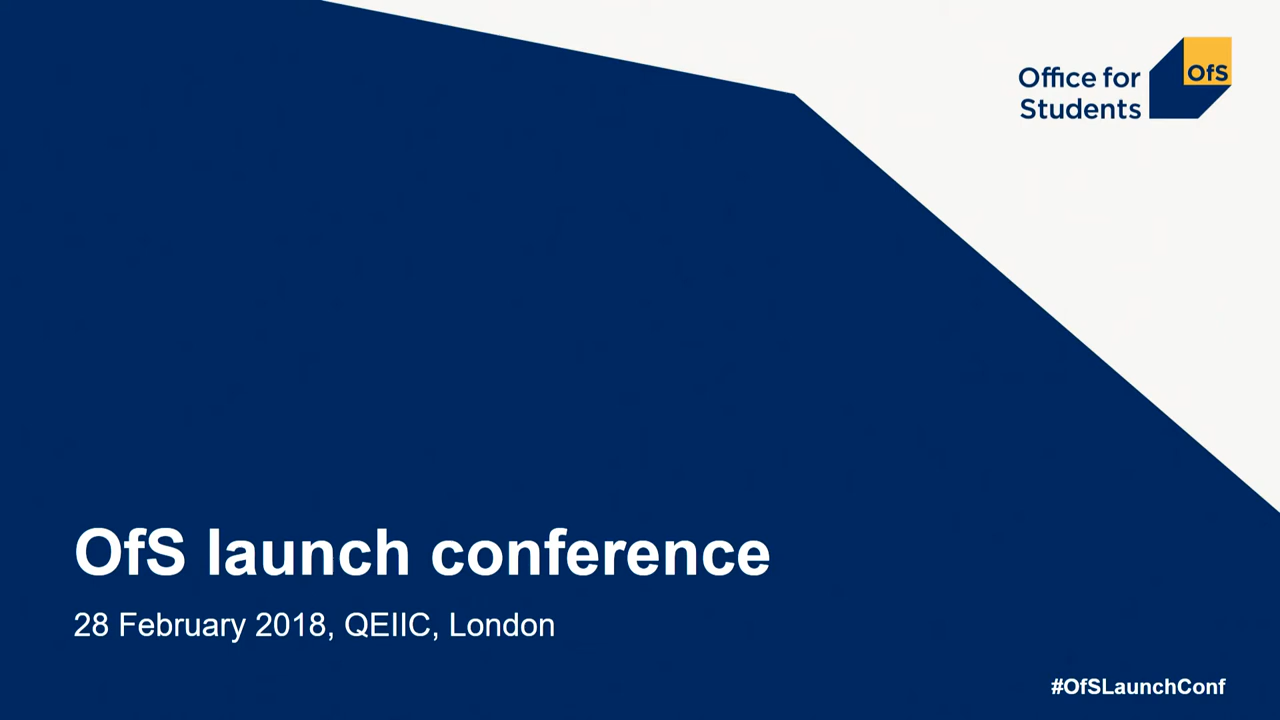 Office for
Students
OfS
OfS launch conference
28 February 2018, QEIIC, London
#OfSLaunchConf